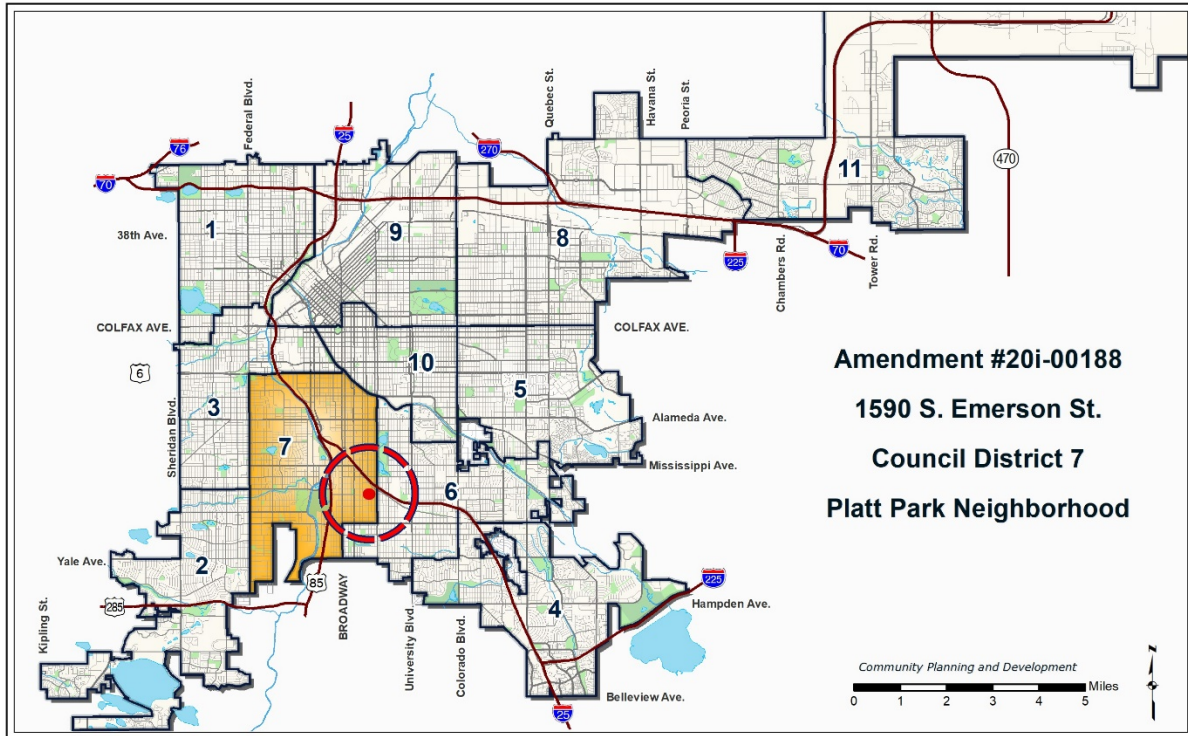 Federal Blvd.
Quebec St.
Havana St.
Peoria St.
76
25
270
70
470
11
1
9
8
38th Ave.
225
70
Chambers Rd.
Tower Rd.
COLFAX AVE.
COLFAX AVE.
6
10
5
3
Sheridan Blvd.
Alameda Ave.
7
Mississippi Ave.
6
Amendment #20i-00188
1590 S. Emerson St.
Council District 7
Platt Park Neighborhood
Yale Ave.
2
85
BROADWAY
225
285
4
Hampden Ave.
Kipling St.
University Blvd
Colorado Blvd.
Belleview Ave.
25
Community Planning and Development
Miles
0 1 2 3 4 5
N